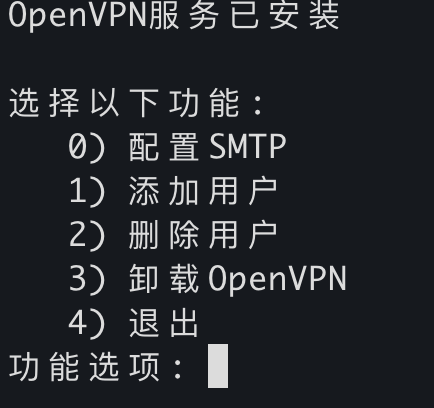 OpenVPN服务已安装
选择以下功能：
0) 配置SMTP
1) 添加用户
2) 删除用户
3) 卸载OpenVPN
4) 退出
功能选项：